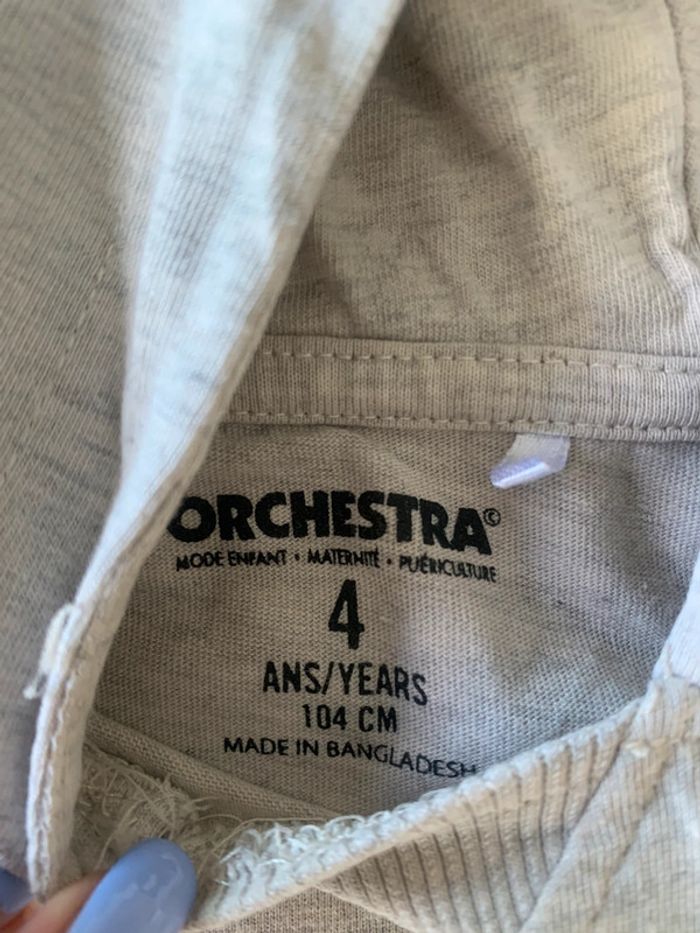 ORCHESTRA©
MODE ENFANT • MATERNITÉ • PUÉRICULTURE
4
ANS/YEARS
104 CM
MADE IN BANGLADESH